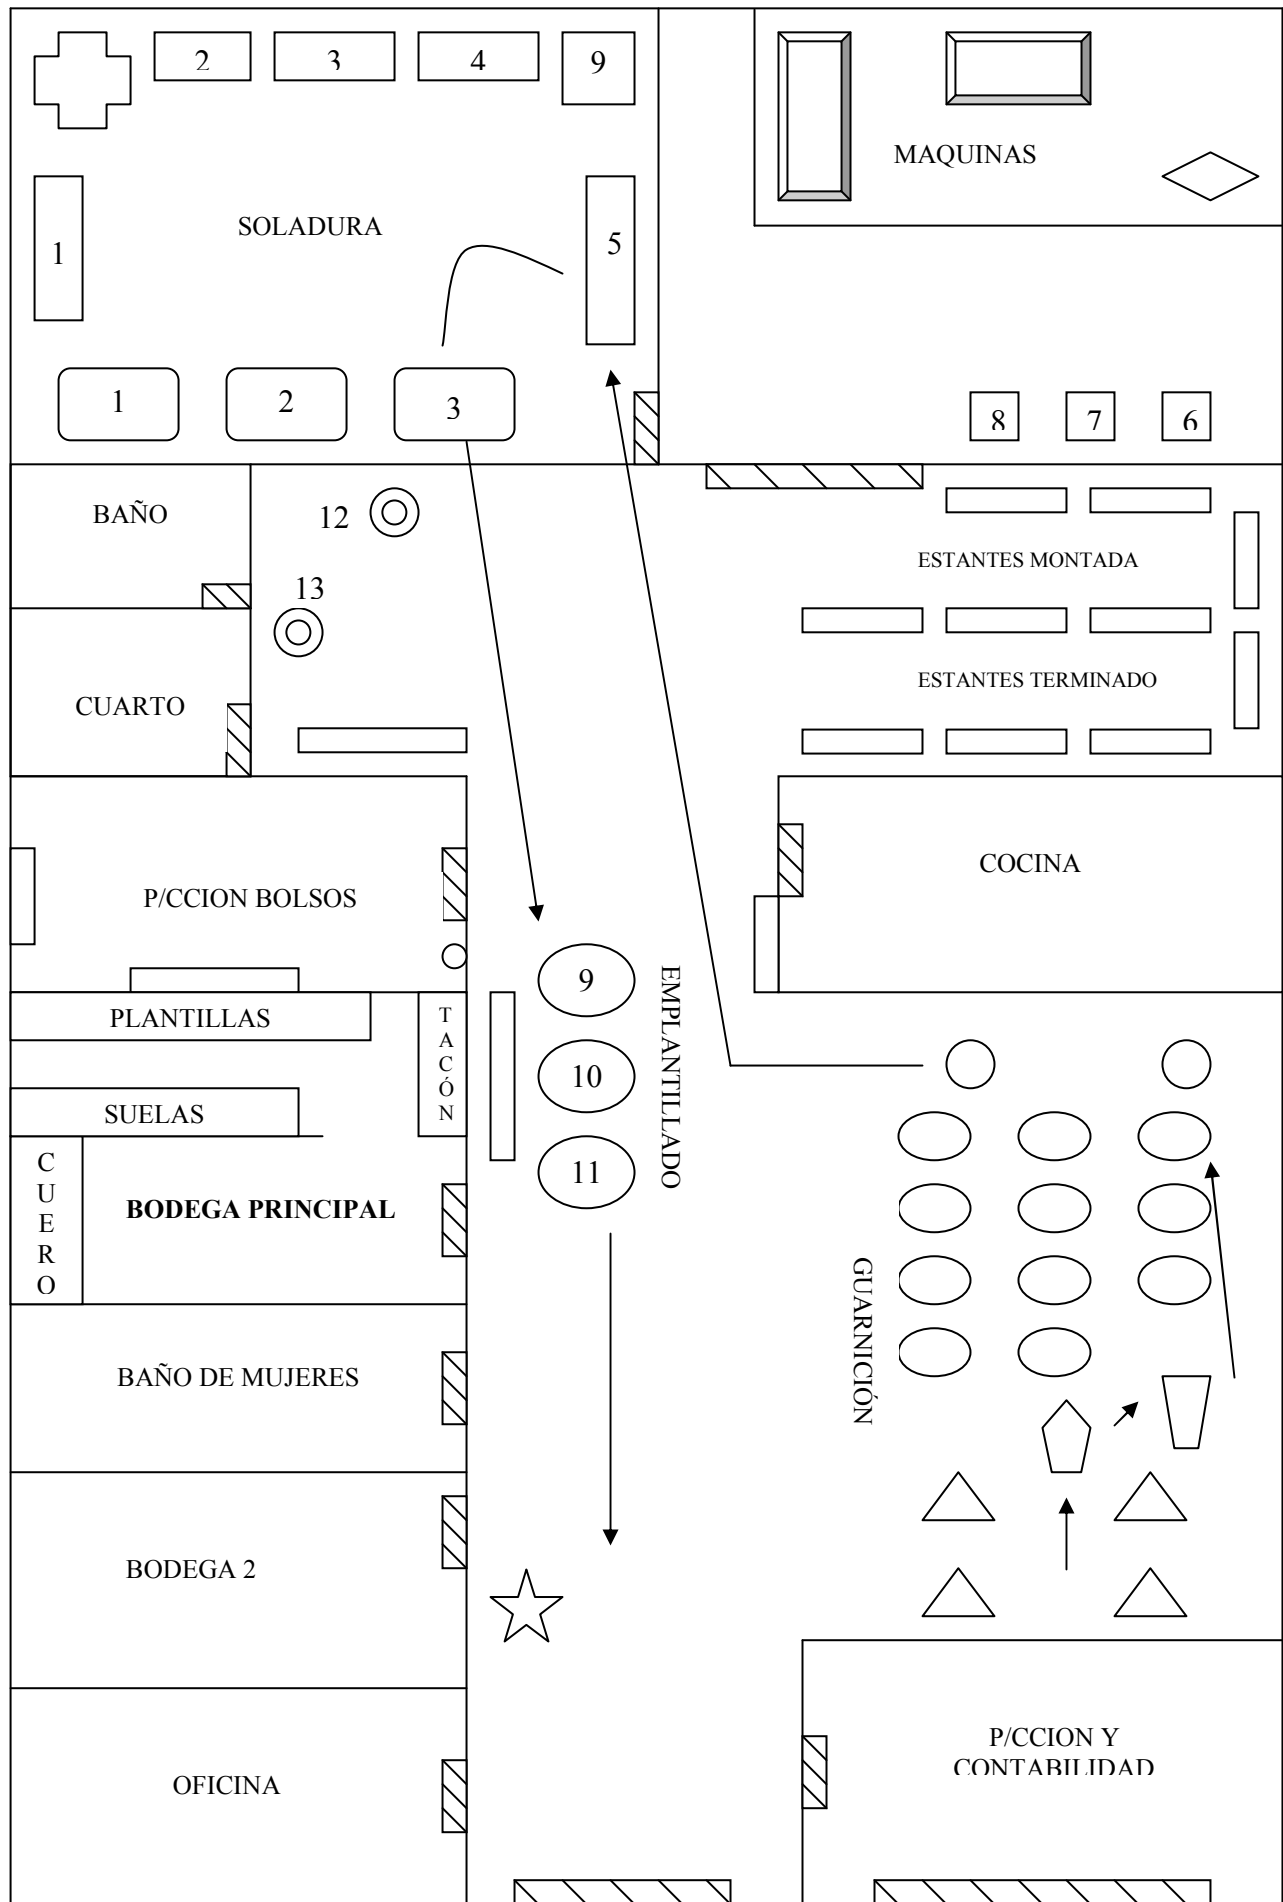 2 3 4 9
MAQUINAS
1
SOLADURA
5
1 2 3
8 7 6
BAÑO
12
13
CUARTO
ESTANTES MONTADA
ESTANTES TERMINADO
P/CCION BOLSOS
COCINA
PLANTILLAS
TACÓN
SUELAS
CUERO
BODEGA PRINCIPAL
9
10
11
EMPLANTILLADO
GUARNICIÓN
BAÑO DE MUJERES
BODEGA 2
OFICINA
P/CCION Y
CONTABILIDAD